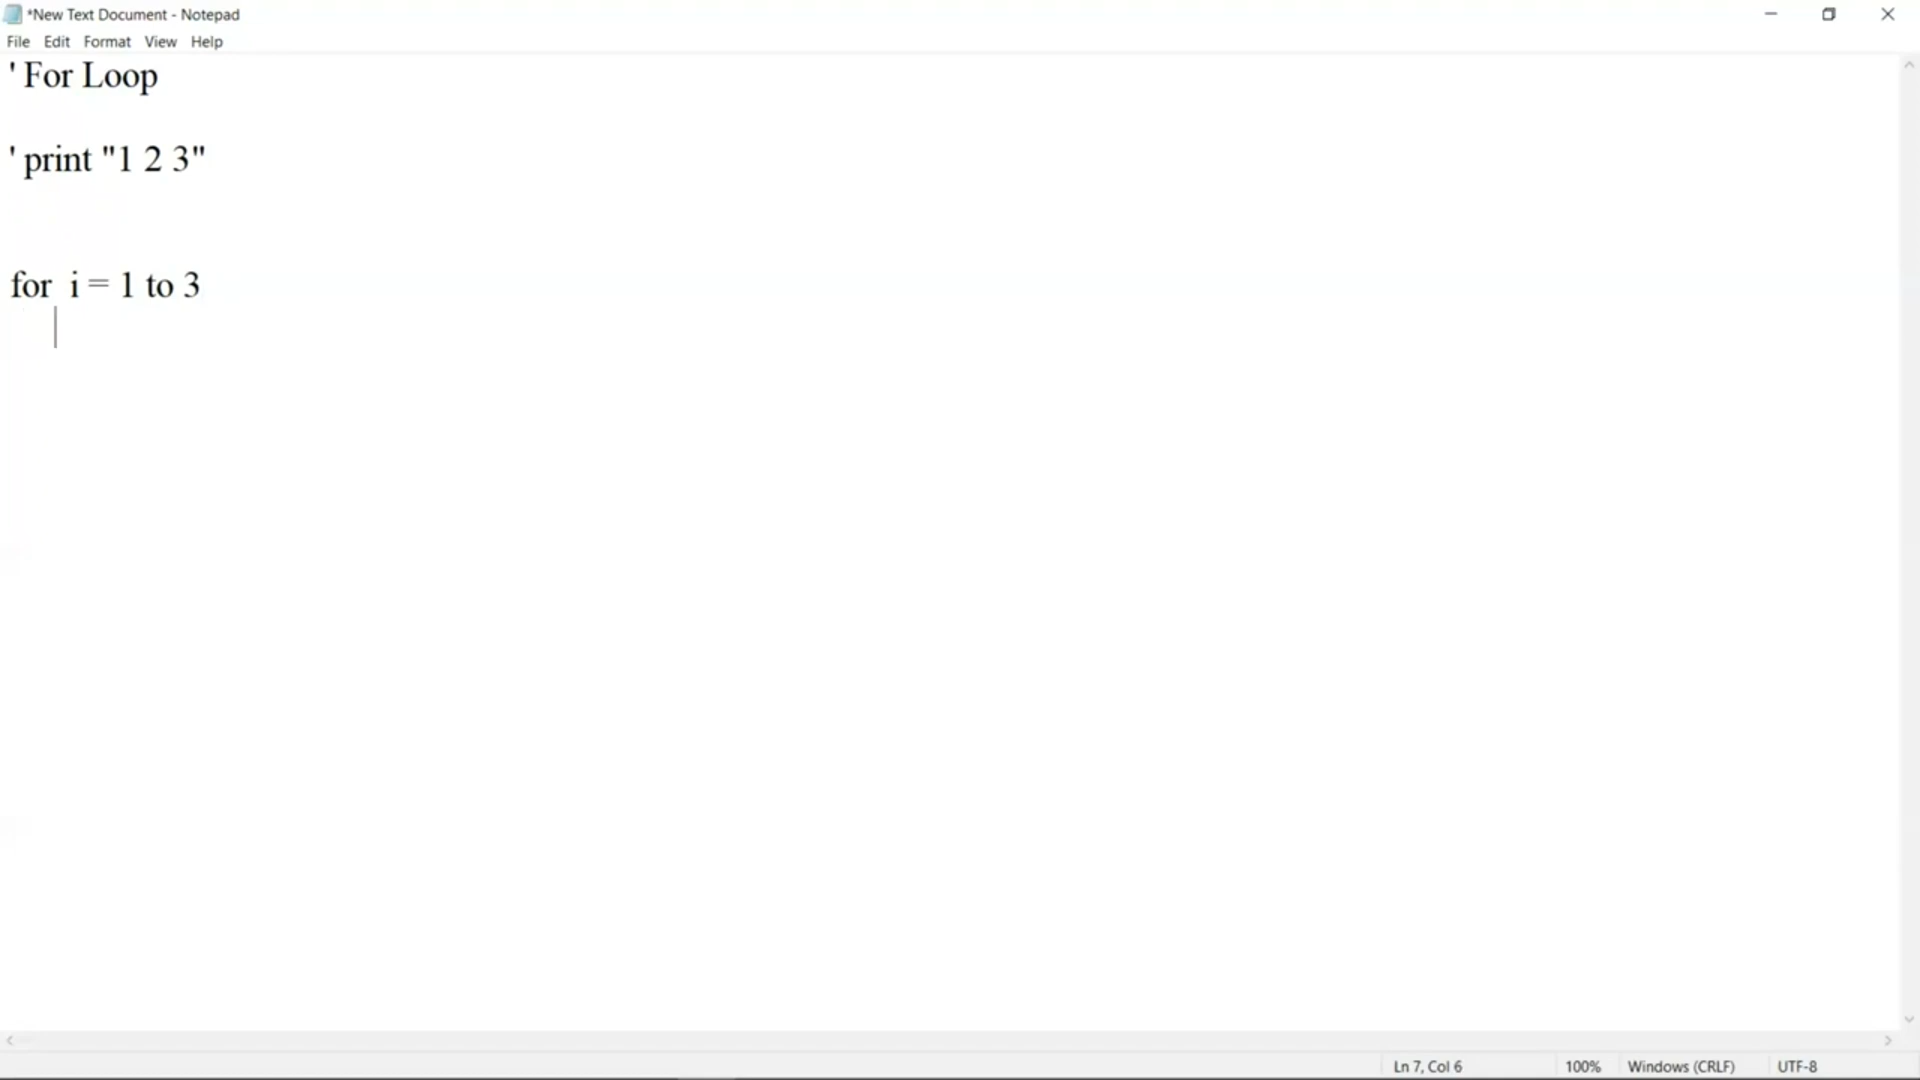 *New Text Document - Notepad
File Edit Format View Help
' For Loop
' print "1 2 3"
for  i = 1 to 3
Ln 7, Col 6 100% Windows (CRLF) UTF-8